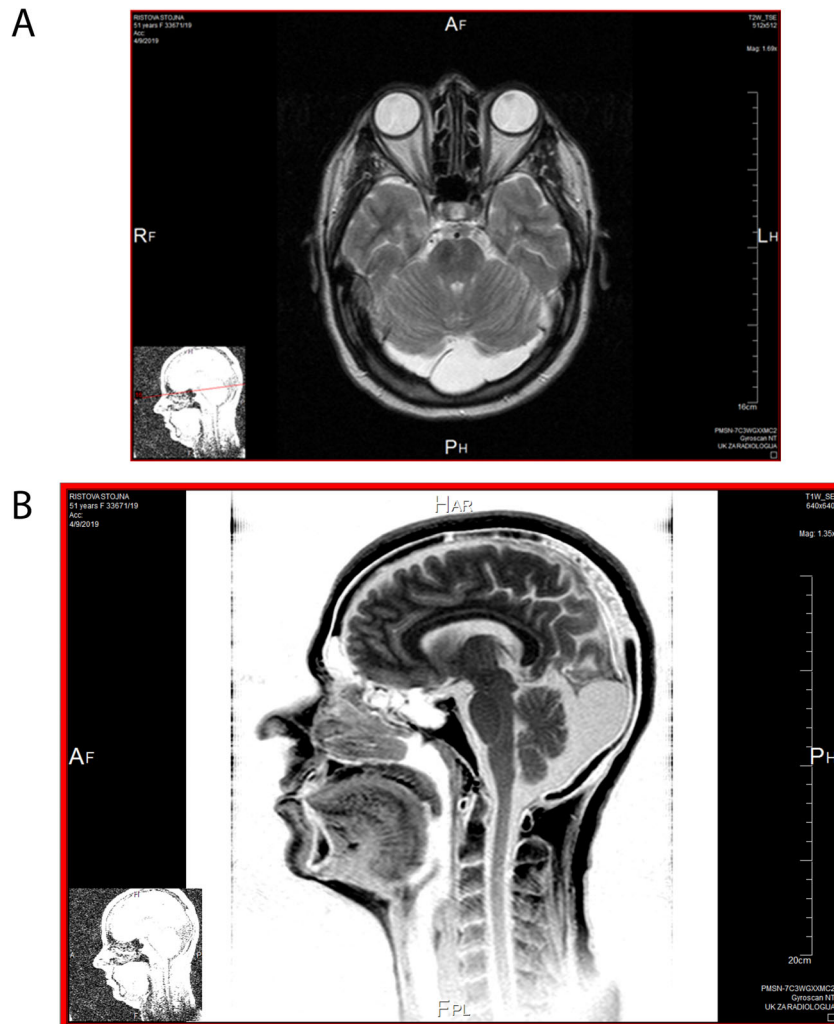 A
RISTOVA STOJNA
51 years F 33671/19
Acc:
4/9/2019
AF
T2W_TSE
512x512
Mag: 1.69x
RF
LH
16cm
PH
PMSN-7C3WGXXMC2
Gyroscan NT
UK ZA RADIOLOGIJA
B
RISTOVA STOJNA
51 years F 33671/19
Acc:
4/9/2019
HAR
T1W_SE
640x640
Mag: 1.35x
AF
PH
20cm
FPL
PMSN-7C3WGXXMC2
Gyroscan NT
UK ZA RADIOLOGIJA